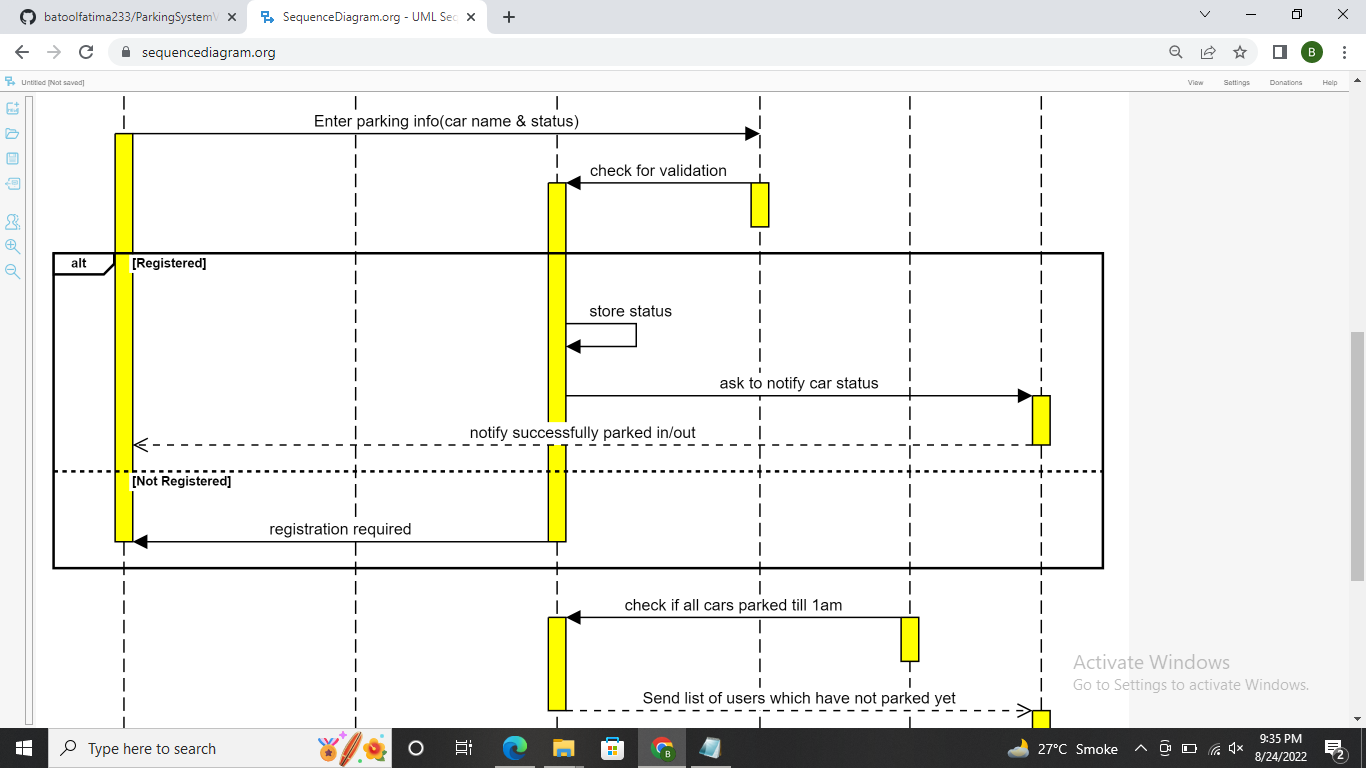 batoolfatima233/ParkingSystem
SequenceDiagram.org - UML Se
sequencediagram.org
B
Untitled [Not saved]
View Settings Donations Help
Enter parking info(car name & status)
check for validation
alt [Registered]
store status
ask to notify car status
notify successfully parked in/out
[Not Registered]
registration required
check if all cars parked till 1am
Send list of users which have not parked yet
Activate Windows
Go to Settings to activate Windows.
Type here to search
B
27°C Smoke
9:35 PM
8/24/2022
2